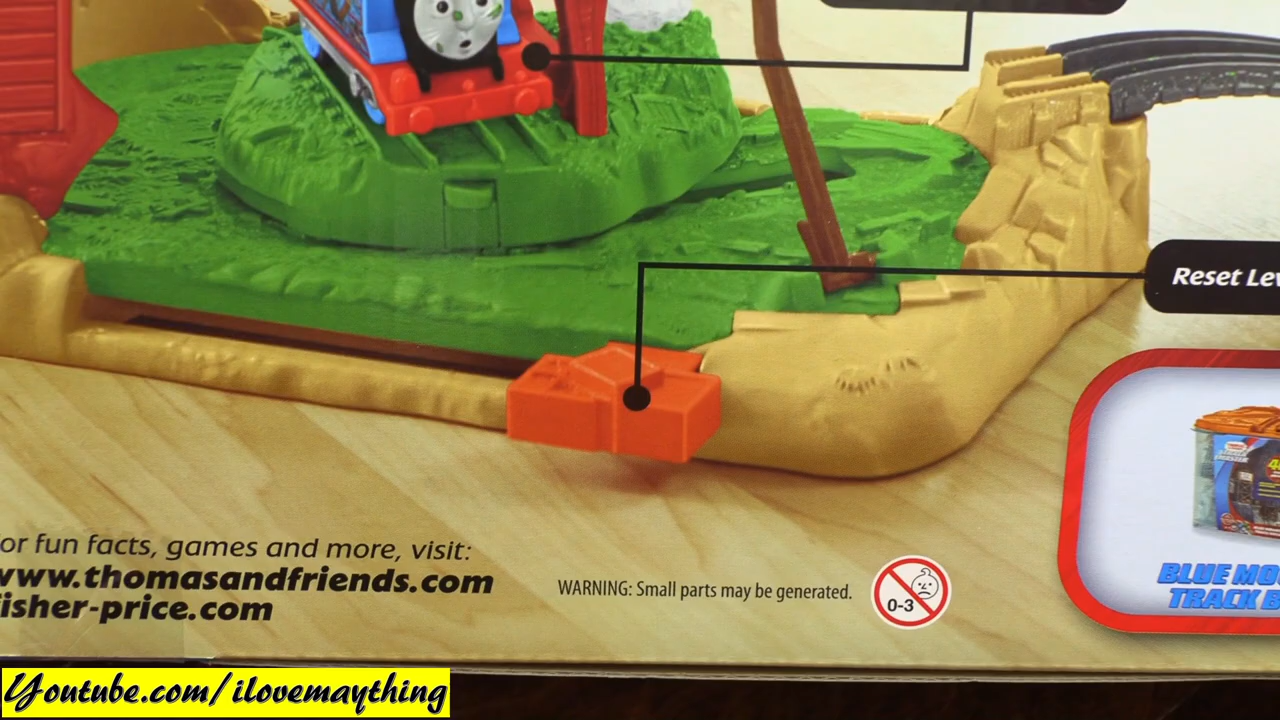 Reset Lev
or fun facts, games and more, visit:
www.thomasandfriends.com
fisher-price.com
WARNING: Small parts may be generated.
0-3
BLUE MO
TRACK B
Youtube.com/ilovemaything